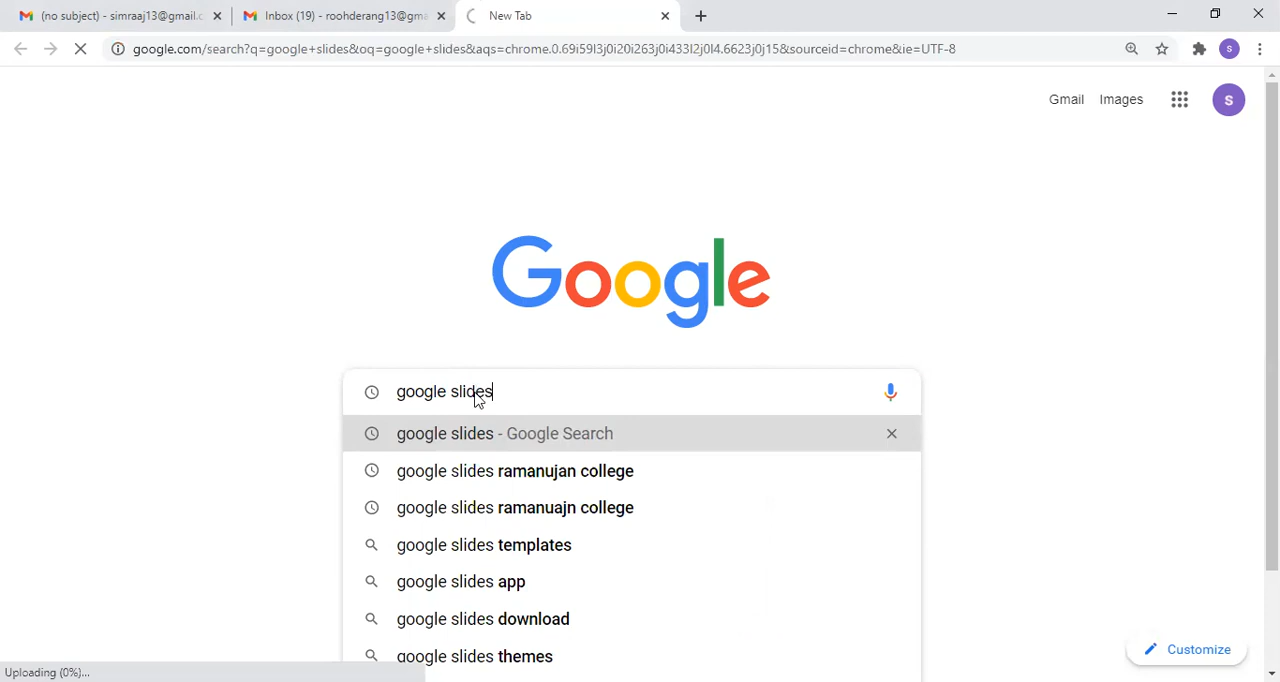 (no subject) - simraaj13@gmail.c
Inbox (19) - roohderang13@gma
New Tab
google.com/search?q=google+slides&oq=google+slides&aqs=chrome.0.69i59l3j0i20i263j0i433l2j0l4.6623j0j15&sourceid=chrome&ie=UTF-8
S
Gmail Images
S
Google
google slides
google slides - Google Search
google slides ramanujan college
google slides ramanuajn college
google slides templates
google slides app
google slides download
google slides themes
Customize
Uploading (0%)...